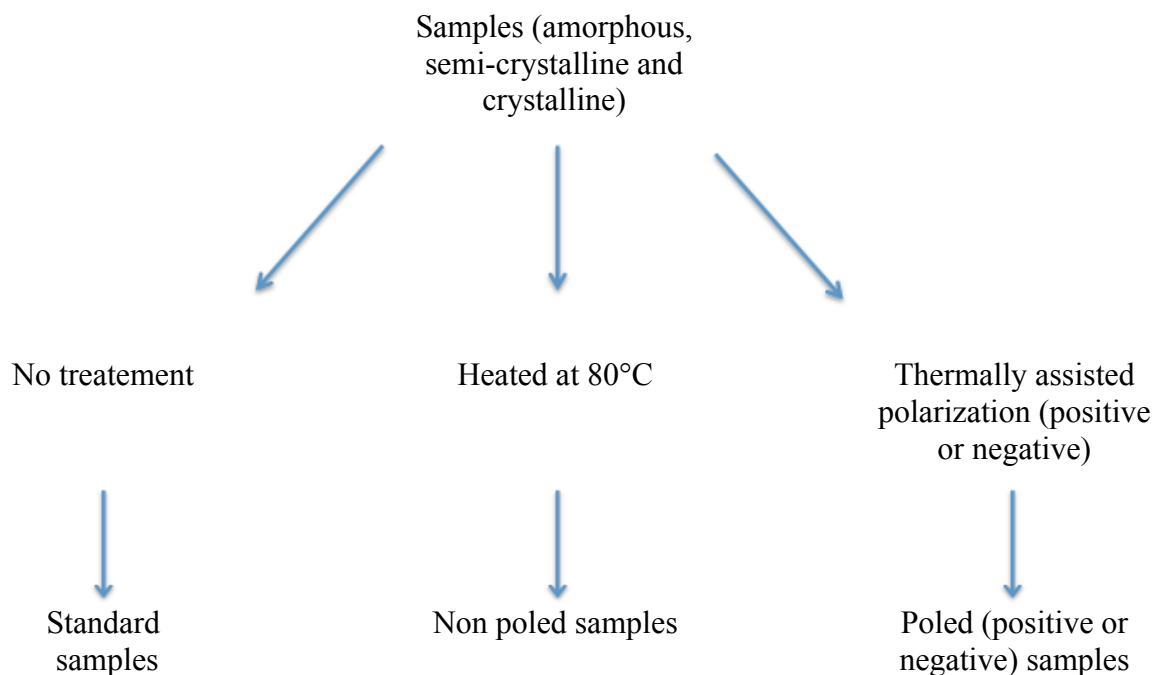 Samples (amorphous,
semi-crystalline and
crystalline)
No treatement
Heated at 80°C
Thermally assisted
polarization (positive
or negative)
Standard
samples
Non poled samples
Poled (positive or
negative) samples